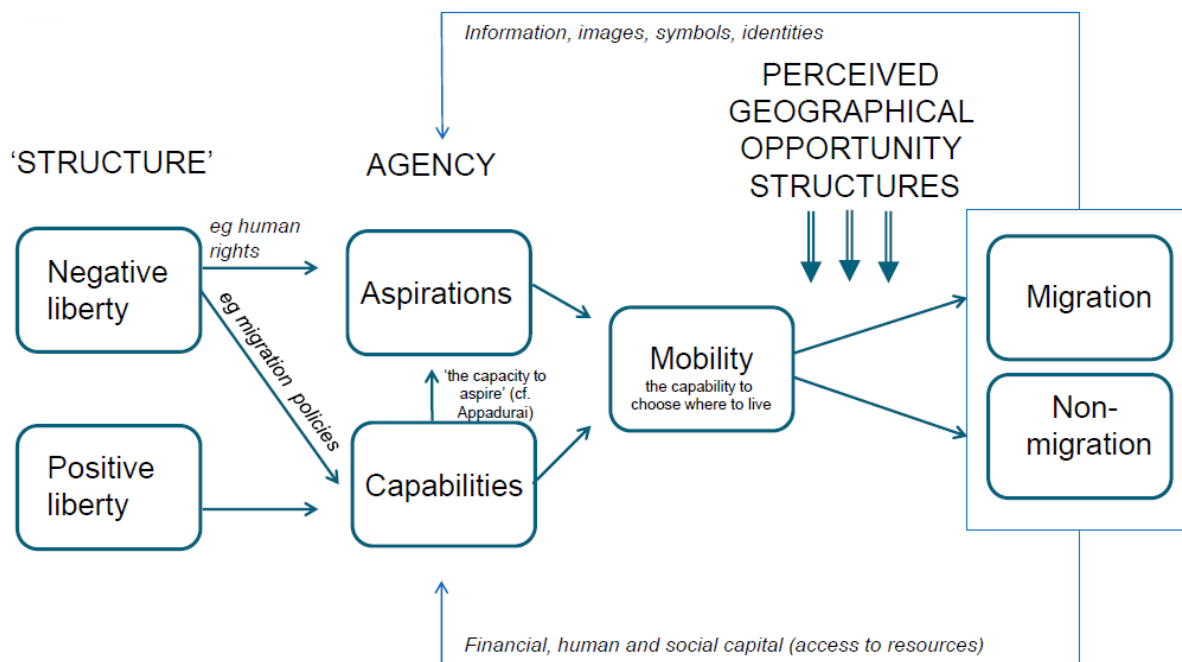 Information, images, symbols, identities
PERCEIVED
GEOGRAPHICAL
OPPORTUNITY
STRUCTURES
‘STRUCTURE’
AGENCY
eg human
rights
Negative
liberty
Aspirations
eg migration policies
‘the capacity to
aspire’ (cf.
Appadurai)
Mobility
the capability to
choose where to live
Migration
Non-
migration
Positive
liberty
Capabilities
Financial, human and social capital (access to resources)